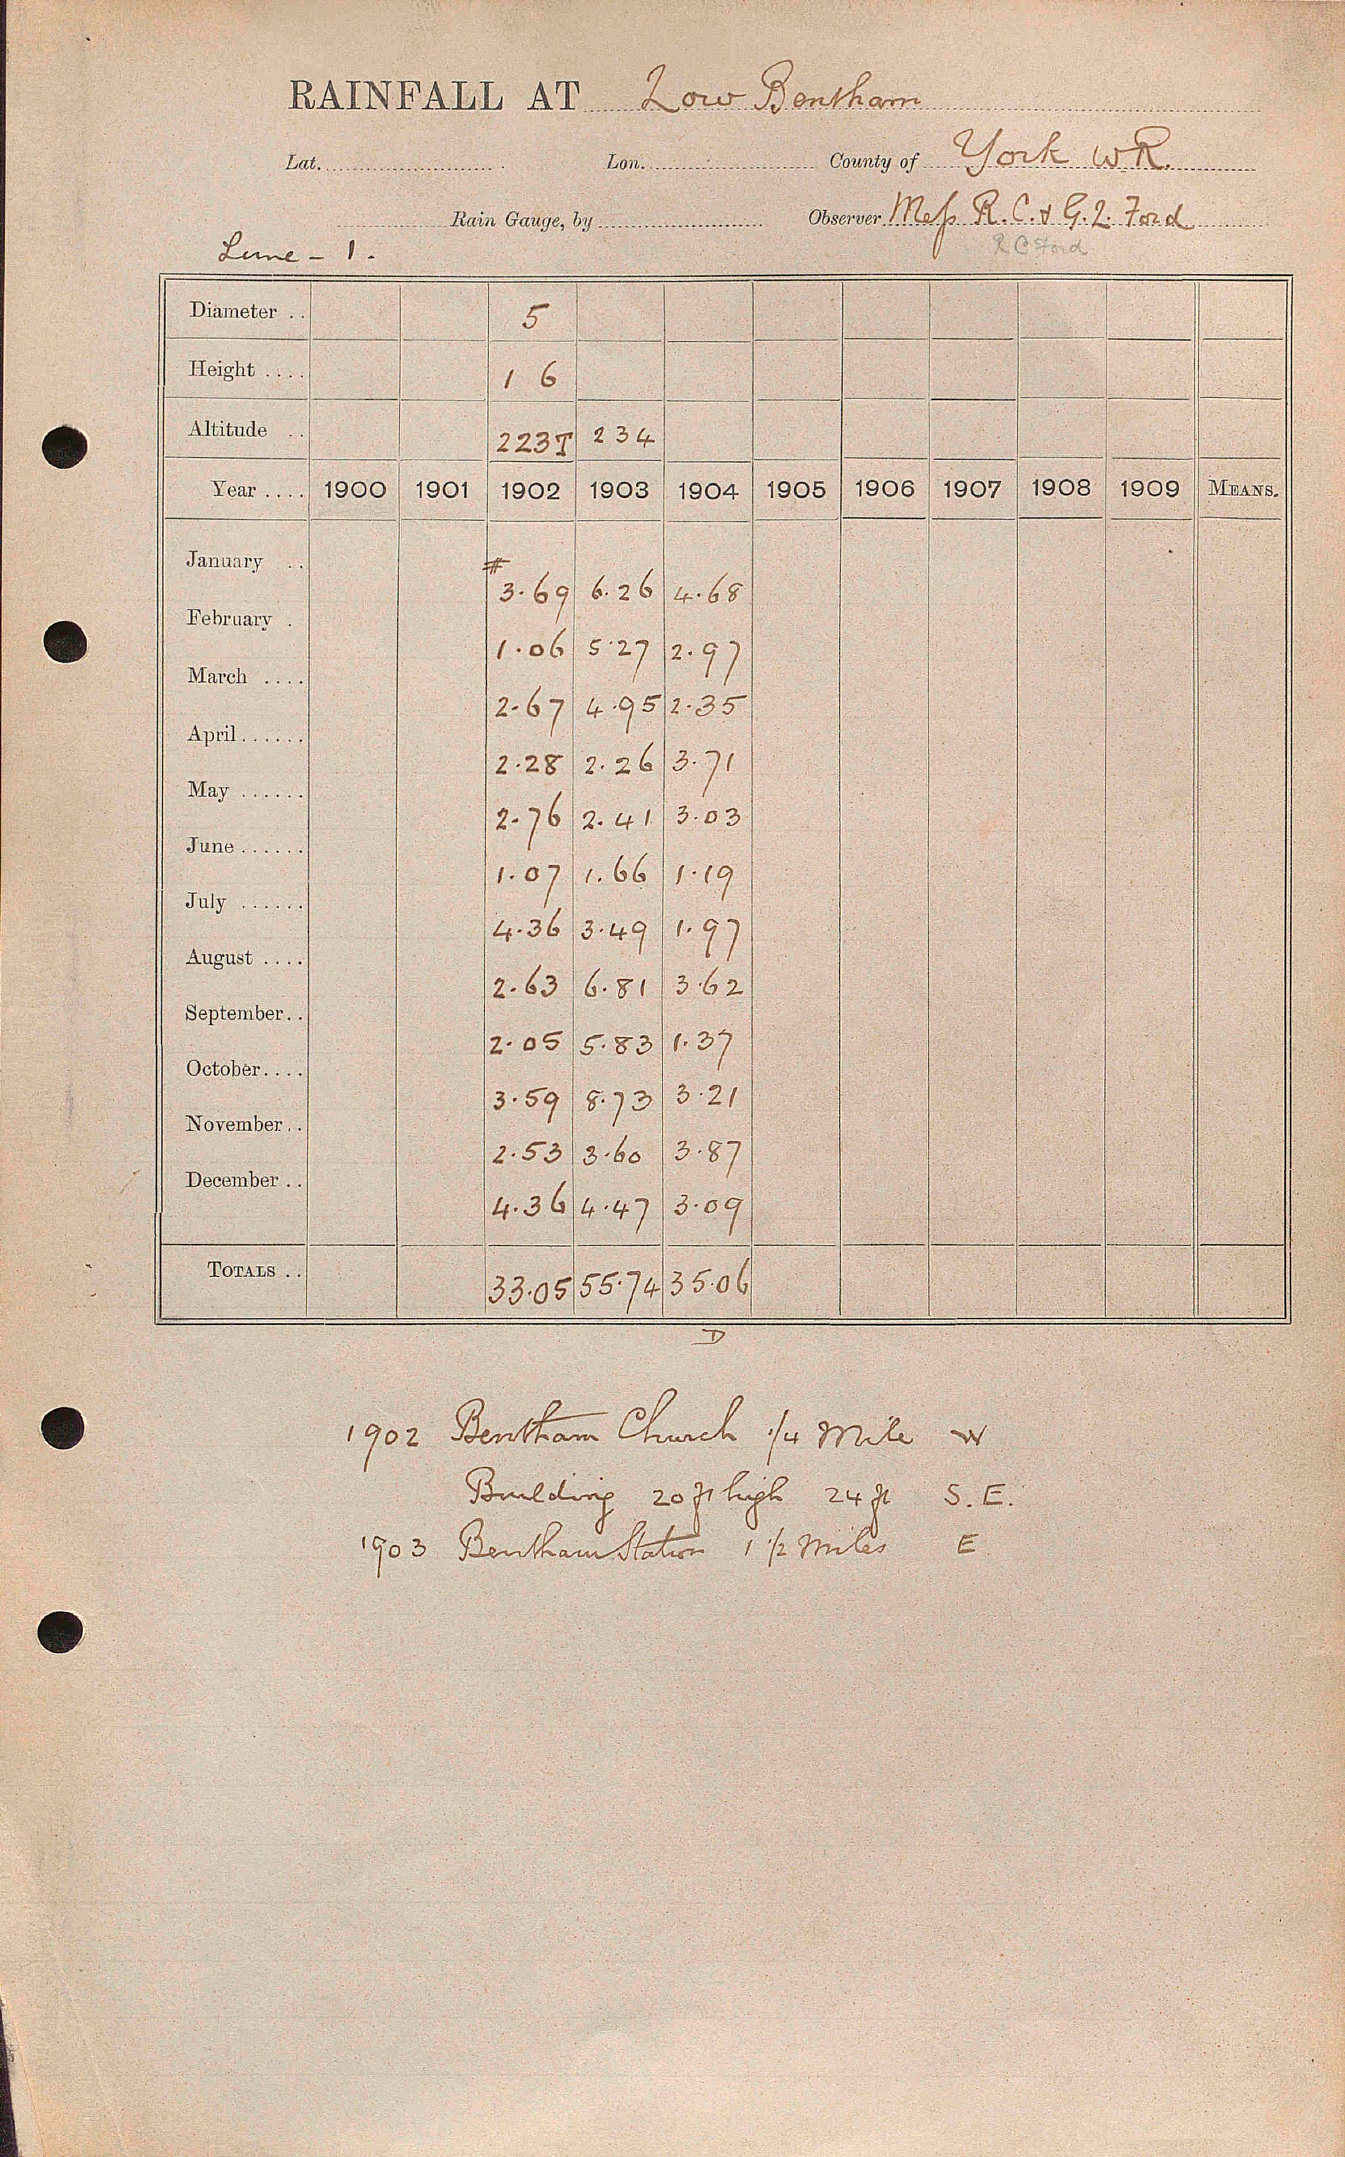 RAINFALL AT Low Bentham
Lat. Lon. County of York W R.
Rain Gauge, by Observer Mess R. C. & G. L. Ford
R C Ford
Lune - 1.
Diameter .. 5
Height .... 1 6
Altitude .. 223T 234
Year .... 1900 1901 1902 1903 1904 1905 1906 1907 1908 1909 MEANS.
January .. # 3.69 6.26 4.68
February . 1.06 5.27 2.97
March .... 2.67 4.95 2.35
April ...... 2.28 2.26 3.71
May ...... 2.76 2.41 3.03
June ...... 1.07 1.66 1.19
July ...... 4.36 3.49 1.97
August .... 2.63 6.81 3.62
September .. 2.05 5.83 1.37
October .... 3.59 8.73 3.21
November .. 2.53 3.60 3.87
December .. 4.36 4.47 3.09
TOTALS .. 33.05 55.74 35.06
D
1902 Bentham Church 1/4 Mile W
Building 20 ft high 24 ft S.E.
1903 Bentham Station 1 1/2 Miles E